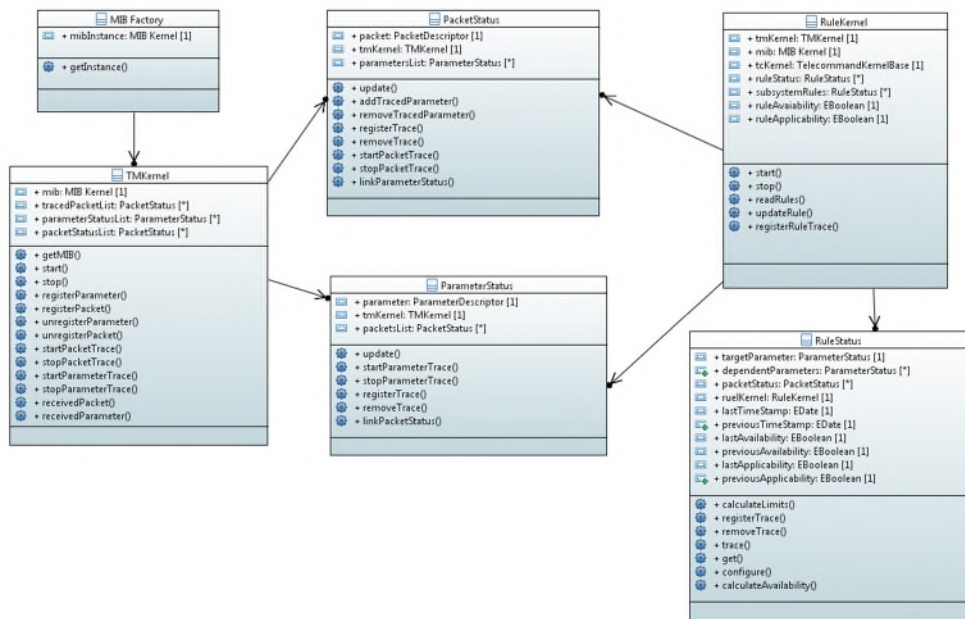 MIB Factory
+ mibInstance: MIB Kernel [1]
+ getInstance()
PacketStatus
+ packet: PacketDescriptor [1]
+ tmKernel: TMKernel [1]
+ parametersList: ParameterStatus [*]
+ update()
+ addTracedParameter()
+ removeTracedParameter()
+ registerTrace()
+ removeTrace()
+ startPacketTrace()
+ stopPacketTrace()
+ linkParameterStatus()
RuleKernel
+ tmKernel: TMKernel [1]
+ mib: MIB Kernel [1]
+ tcKernel: TelecommandKernelBase [1]
+ ruleStatus: RuleStatus [*]
+ subsystemRules: RuleStatus [*]
+ ruleAvaiability: EBoolean [1]
+ ruleApplicability: EBoolean [1]
+ start()
+ stop()
+ readRules()
+ updateRule()
+ registerRuleTrace()
TMKernel
+ mib: MIB Kernel [1]
+ tracedPacketList: PacketStatus [*]
+ parameterStatusList: ParameterStatus [*]
+ packetStatusList: PacketStatus [*]
+ getMIB()
+ start()
+ stop()
+ registerParameter()
+ registerPacket()
+ unregisterParameter()
+ unregisterPacket()
+ startPacketTrace()
+ stopPacketTrace()
+ startParameterTrace()
+ stopParameterTrace()
+ receivedPacket()
+ receivedParameter()
ParameterStatus
+ parameter: ParameterDescriptor [1]
+ tmKernel: TMKernel [1]
+ packetsList: PacketStatus [*]
+ update()
+ startParameterTrace()
+ stopParameterTrace()
+ registerTrace()
+ removeTrace()
+ linkPacketStatus()
RuleStatus
+ targetParameter: ParameterStatus [1]
+ dependentParameters: ParameterStatus [*]
+ packetStatus: PacketStatus [*]
+ ruelKernel: RuleKernel [1]
+ lastTimeStamp: EDate [1]
+ previousTimeStamp: EDate [1]
+ lastAvailability: EBoolean [1]
+ previousAvailability: EBoolean [1]
+ lastApplicability: EBoolean [1]
+ previousApplicability: EBoolean [1]
+ calculateLimits()
+ registerTrace()
+ removeTrace()
+ trace()
+ get()
+ configure()
+ calculateAvailability()